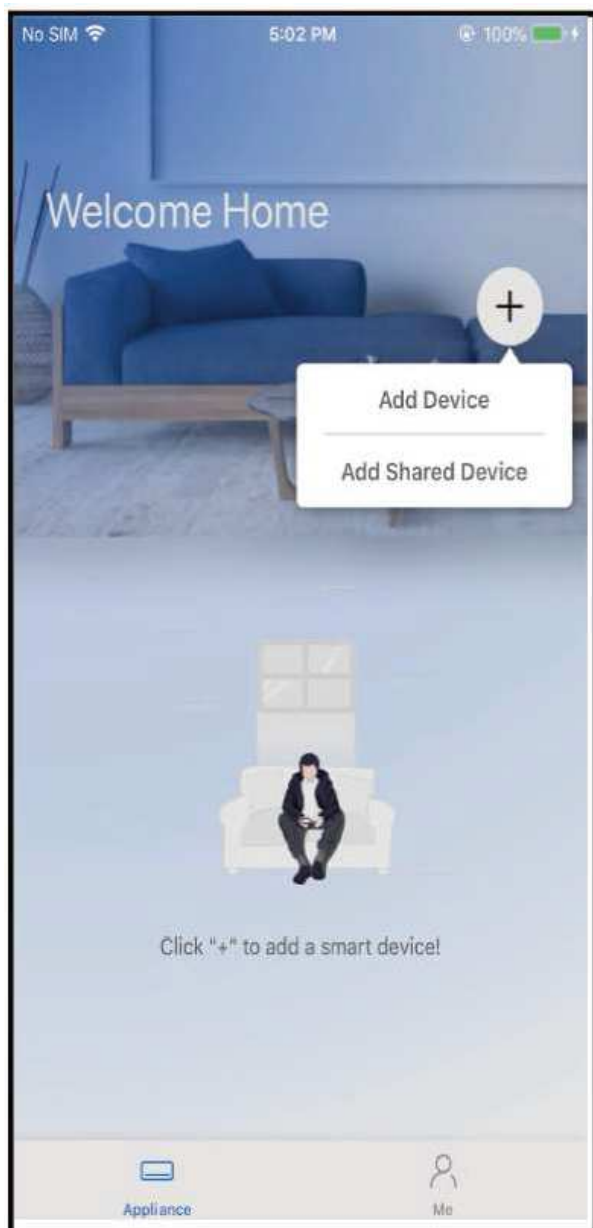 No SIM 5:02 PM 100%
Welcome Home
+
Add Device
Add Shared Device
Click "+" to add a smart device!
Appliance Me